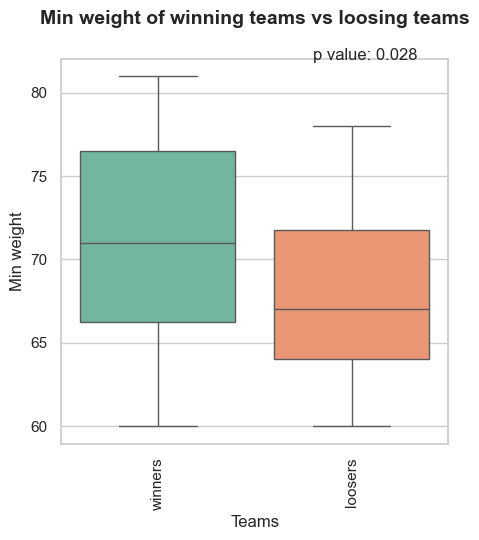 Min weight of winning teams vs loosing teams
p value: 0.028
80
75
70
65
60
Min weight
winners
loosers
Teams